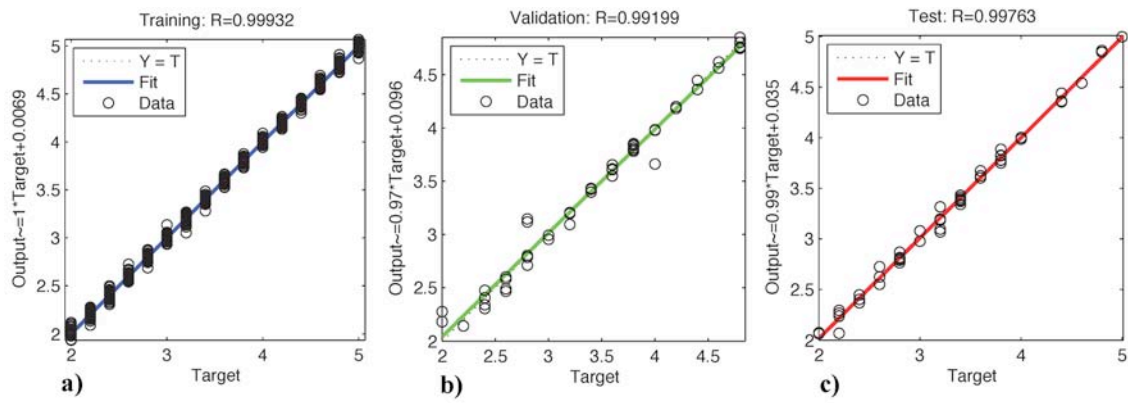 Training: R=0.99932
Output~=1*Target+0.0069
5
4.5
4
3.5
3
2.5
2
Y = T
Fit
Data
2
3
4
5
Target
a)
Validation: R=0.99199
Output~=0.97*Target+0.096
4.5
4
3.5
3
2.5
2
Y = T
Fit
Data
2
2.5
3
3.5
4
4.5
Target
b)
Test: R=0.99763
Output~=0.99*Target+0.035
5
4.5
4
3.5
3
2.5
2
Y = T
Fit
Data
2
3
4
5
Target
c)